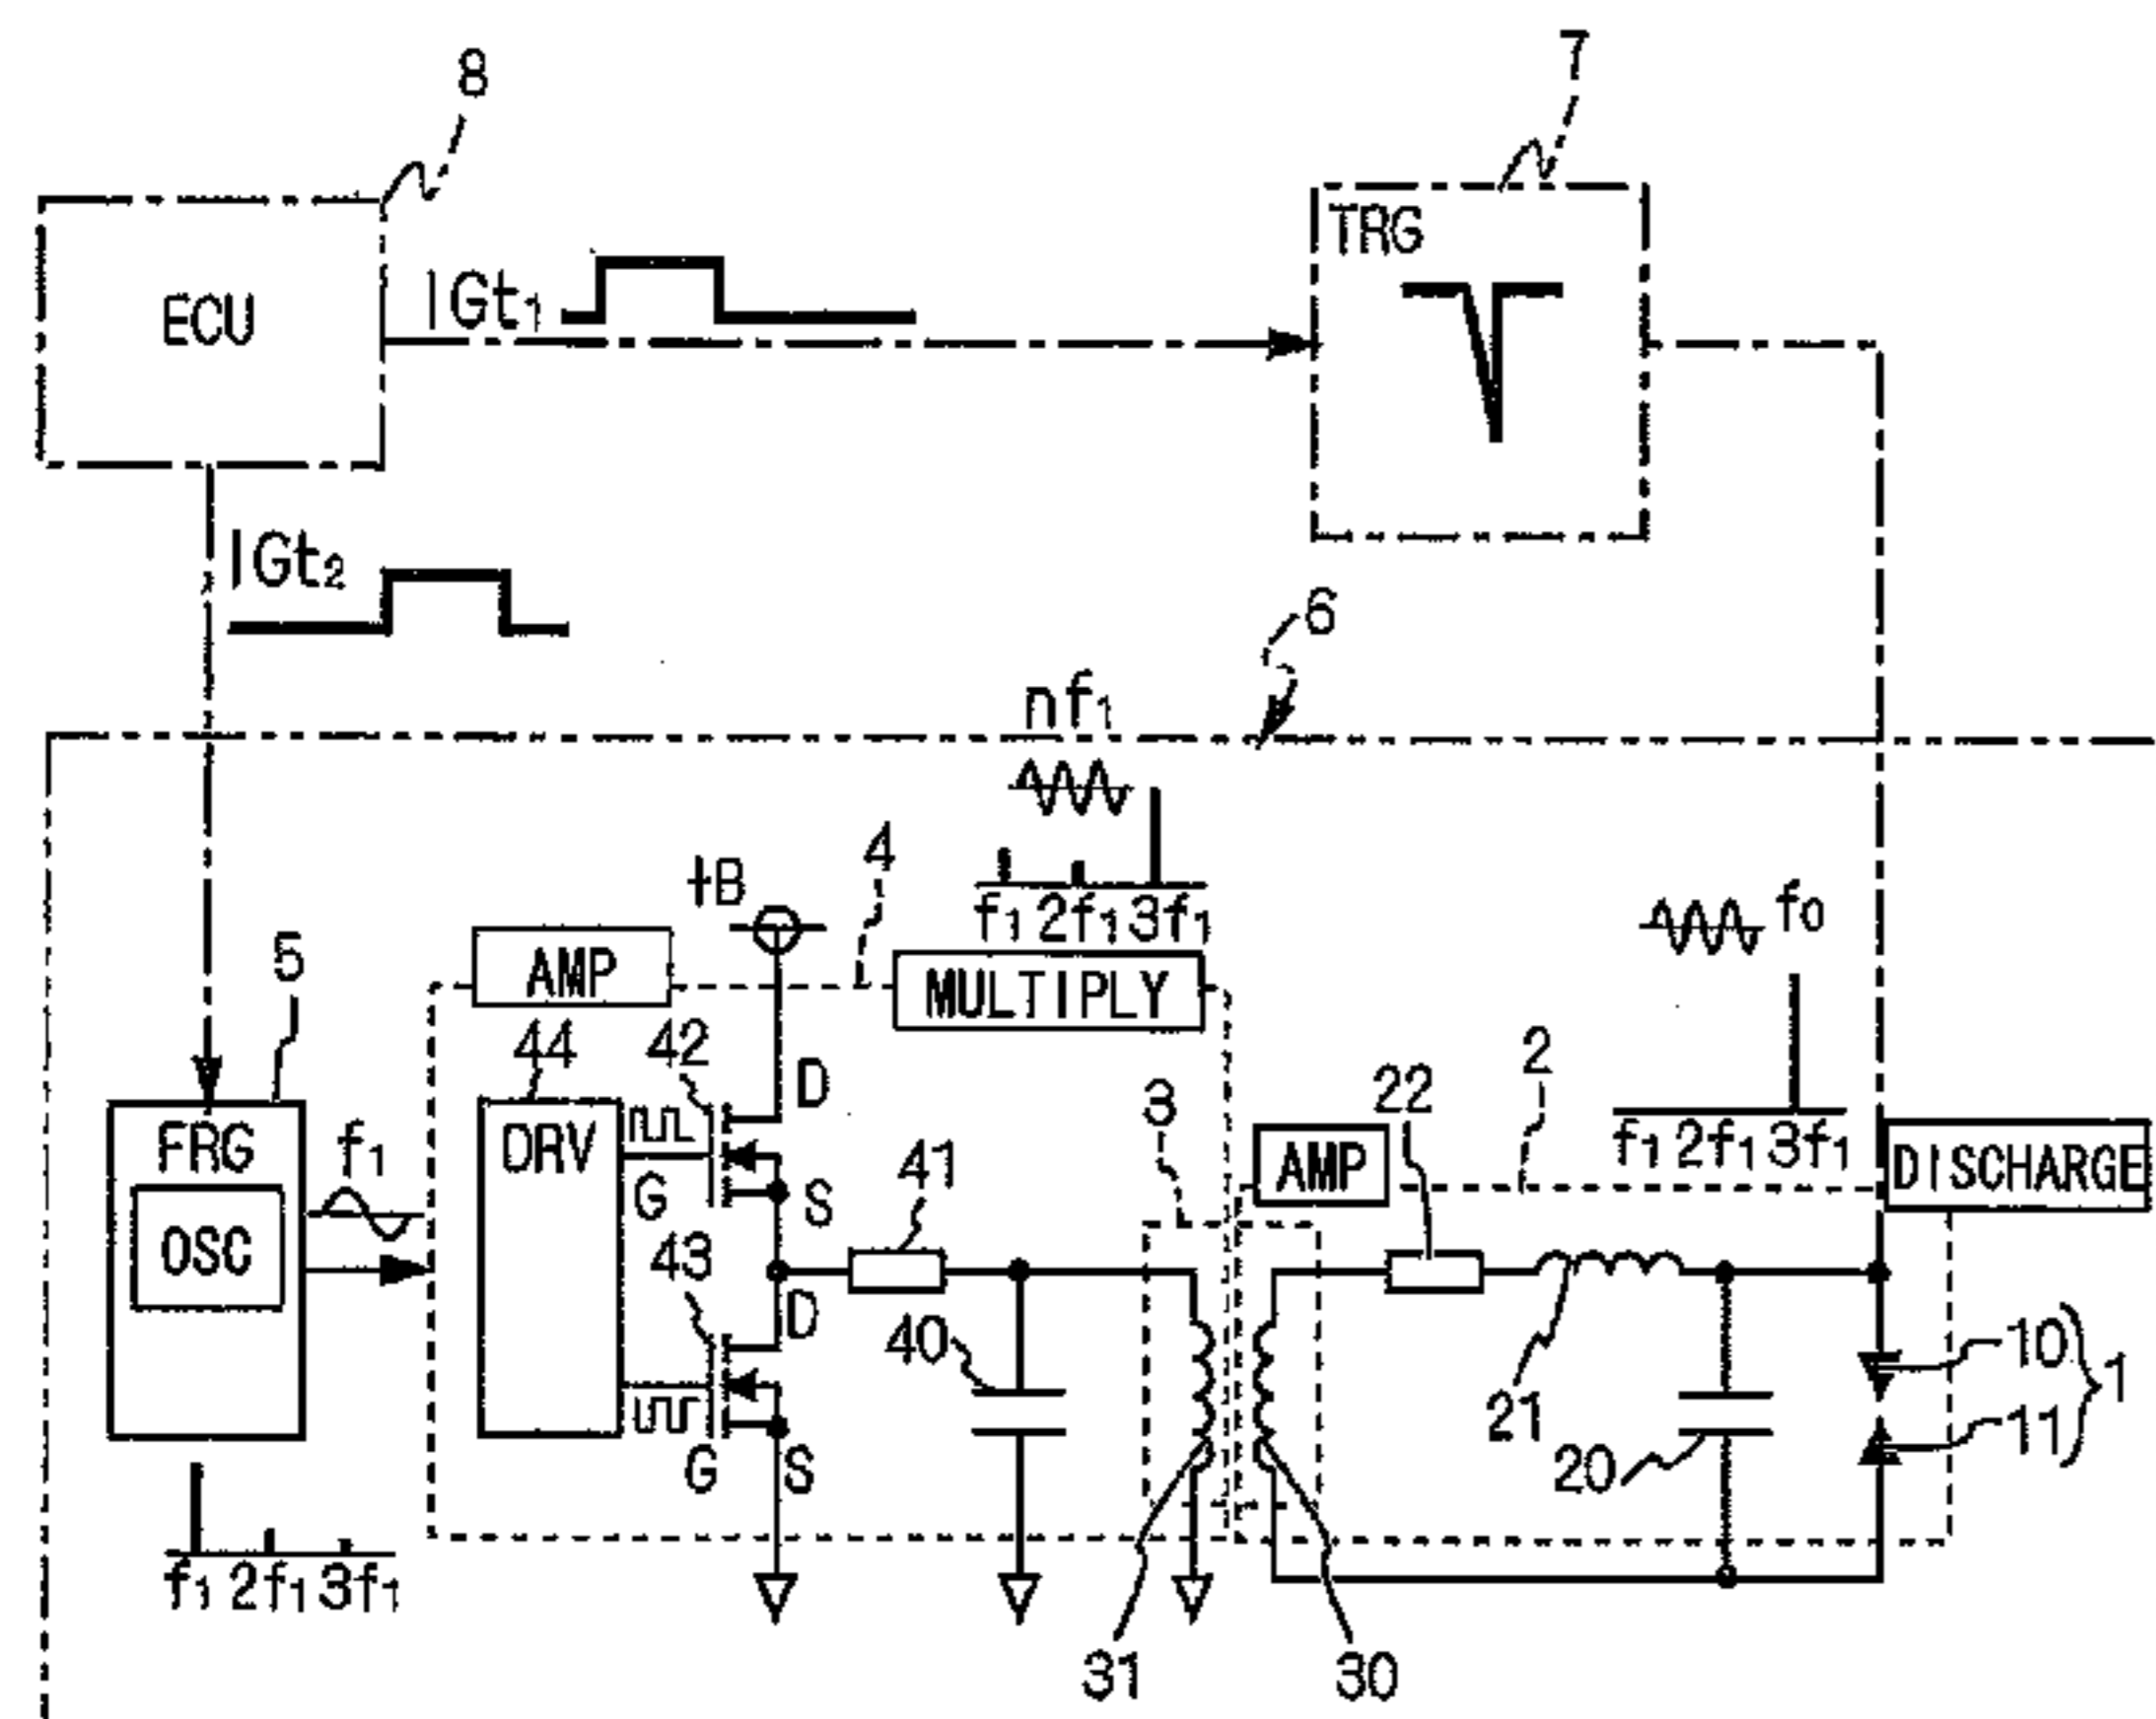 8
7
ECU
IGt1
TRG
IGt2
6
nf1
4
+B
f1 2f1 3f1
f0
5
AMP
MULTIPLY
44
42
D
3
22
2
f1 2f1 3f1
FRG
f1
DRV
G
S
41
AMP
DISCHARGE
OSC
43
D
40
21
20
10
11
1
G
S
f1 2f1 3f1
31
30